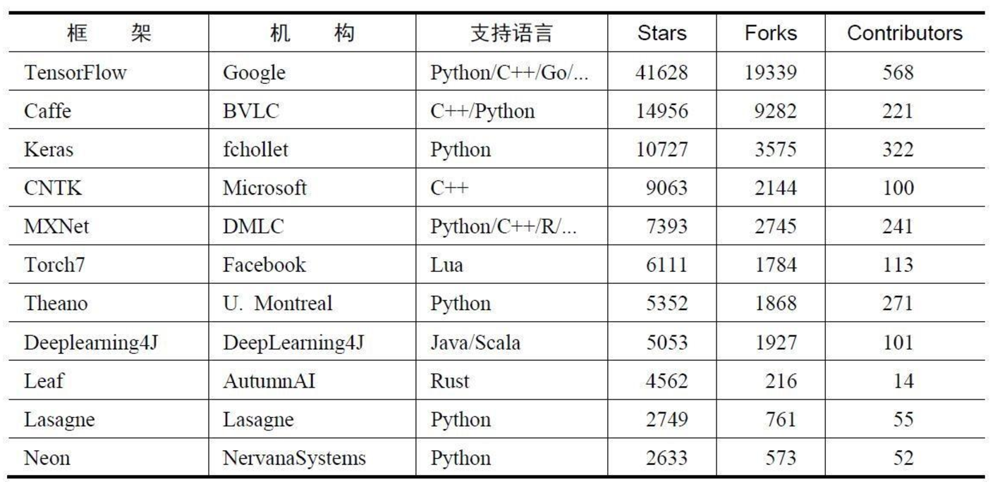 框 架 机 构 支持语言 Stars Forks Contributors
TensorFlow Google Python/C++/Go/... 41628 19339 568
Caffe BVLC C++/Python 14956 9282 221
Keras fchollet Python 10727 3575 322
CNTK Microsoft C++ 9063 2144 100
MXNet DMLC Python/C++/R/... 7393 2745 241
Torch7 Facebook Lua 6111 1784 113
Theano U. Montreal Python 5352 1868 271
Deeplearning4J DeepLearning4J Java/Scala 5053 1927 101
Leaf AutumnAI Rust 4562 216 14
Lasagne Lasagne Python 2749 761 55
Neon NervanaSystems Python 2633 573 52